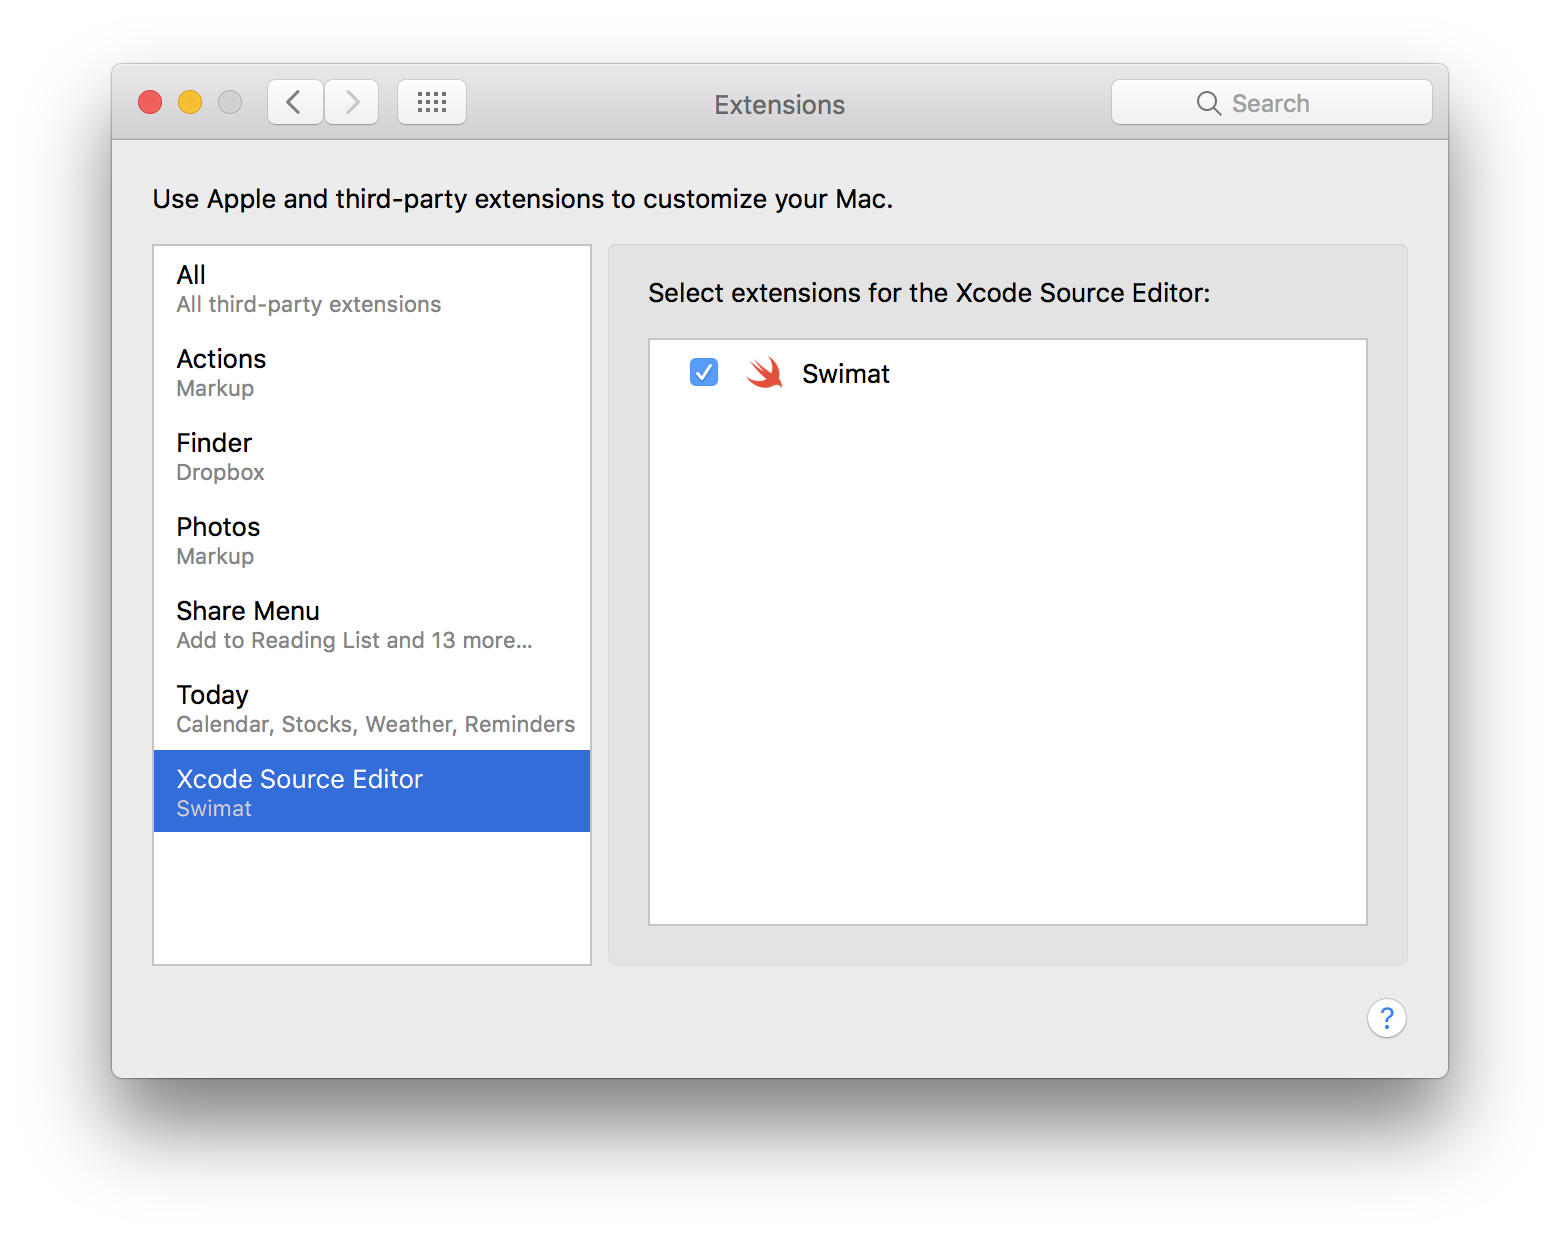 Extensions
Search
Use Apple and third-party extensions to customize your Mac.
All
All third-party extensions
Actions
Markup
Finder
Dropbox
Photos
Markup
Share Menu
Add to Reading List and 13 more...
Today
Calendar, Stocks, Weather, Reminders
Xcode Source Editor
Swimat
Select extensions for the Xcode Source Editor:
Swimat
?